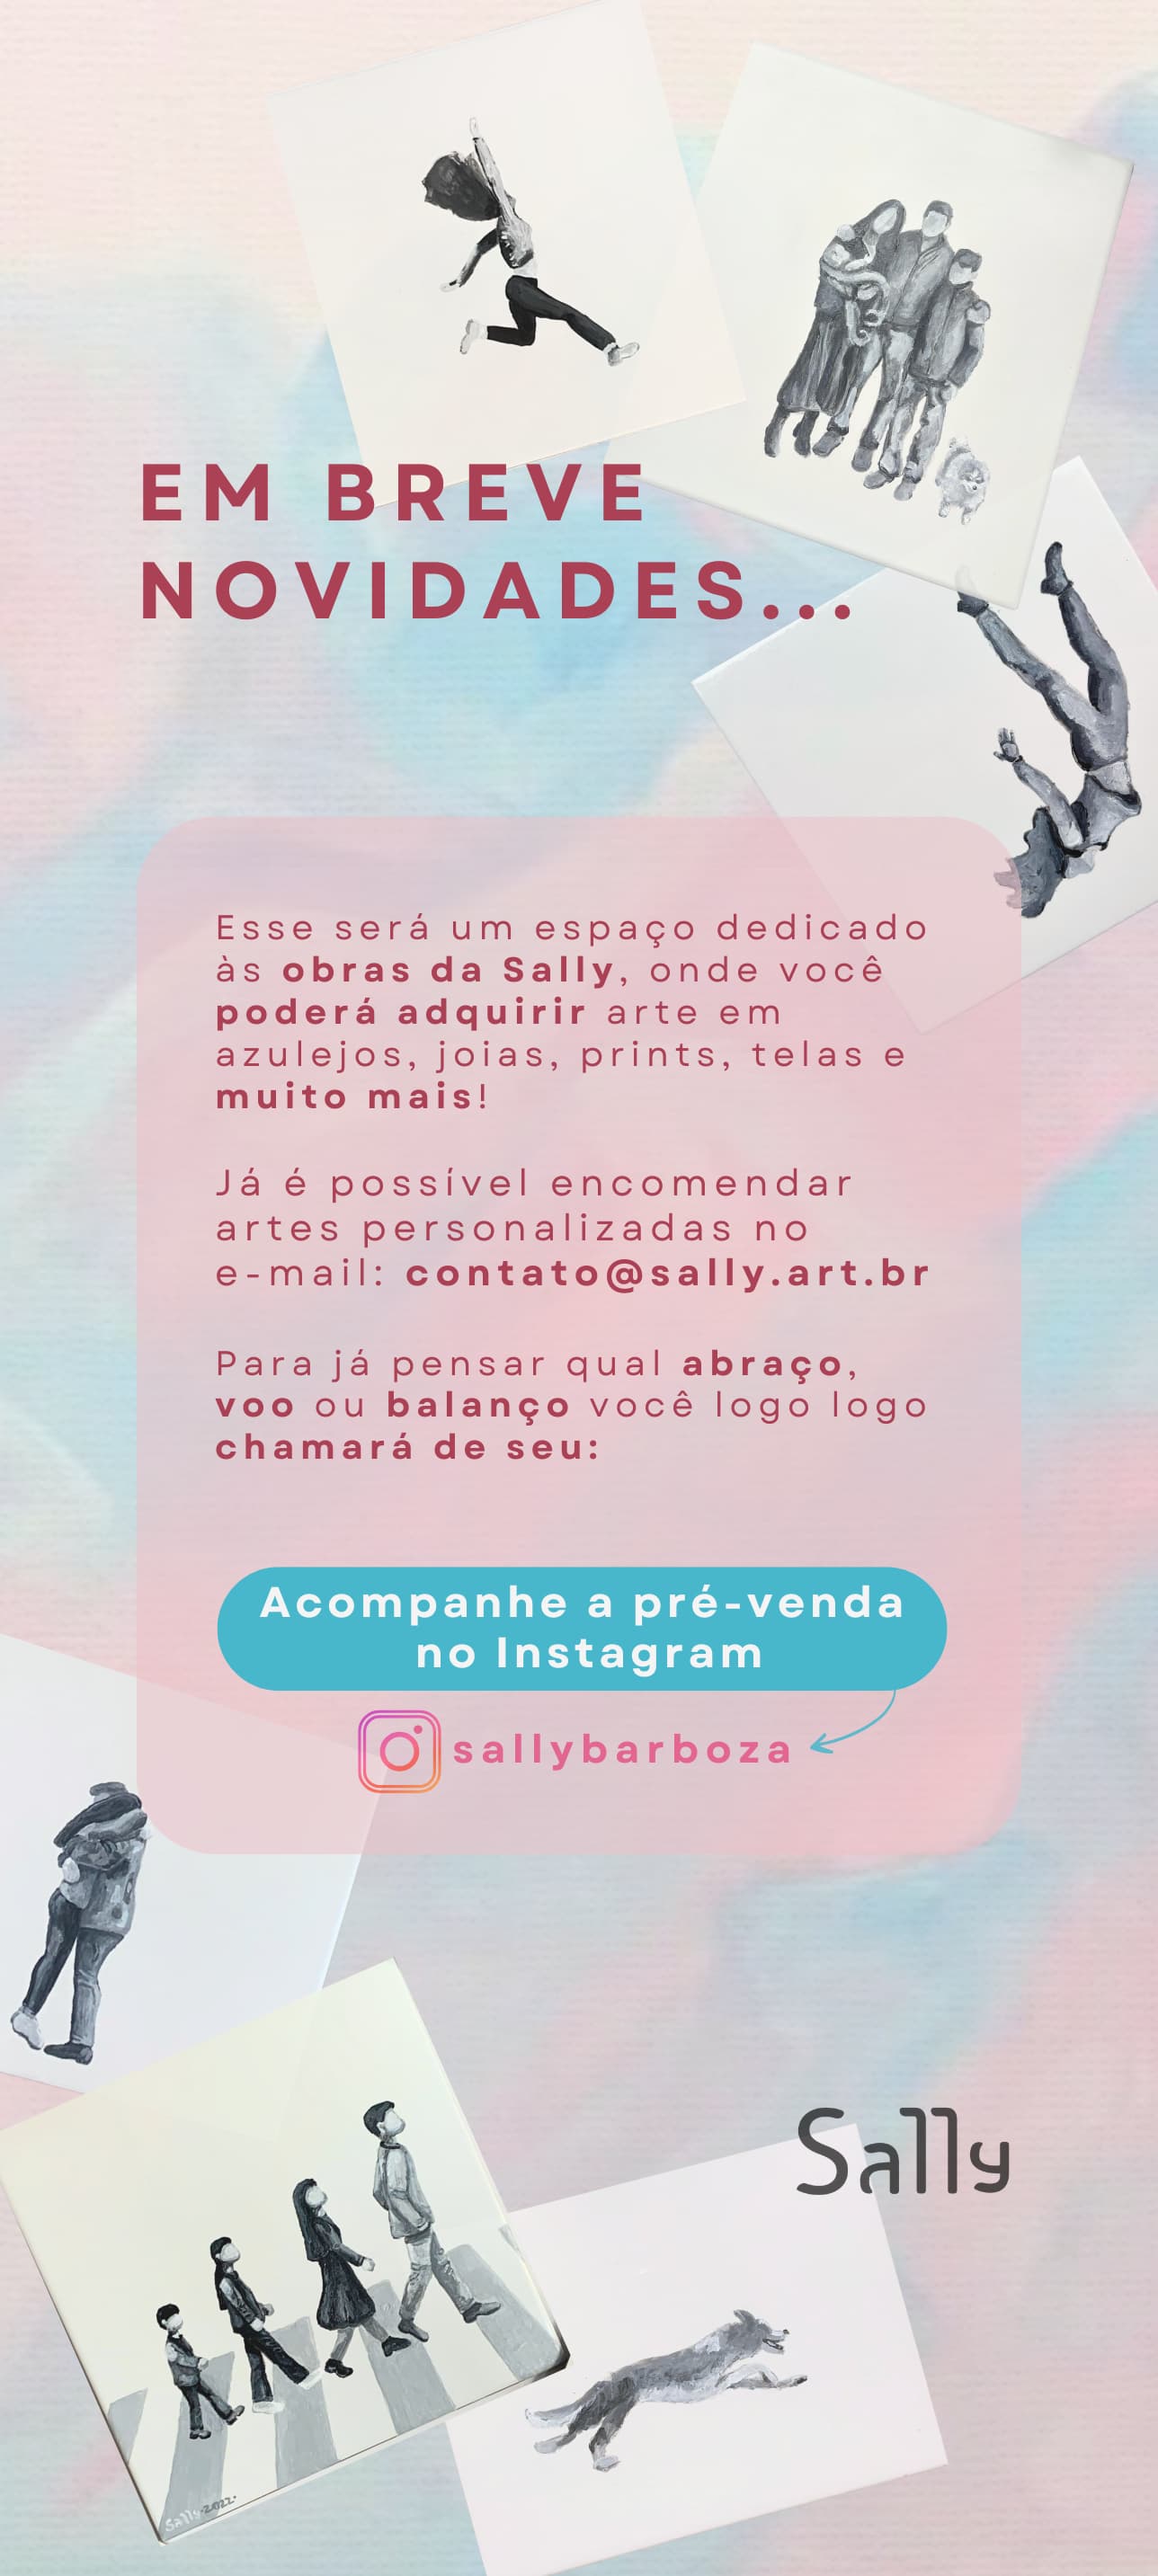 EM BREVE
NOVIDADES...
Esse será um espaço dedicado
às obras da Sally, onde você
poderá adquirir arte em
azulejos, joias, prints, telas e
muito mais!
Já é possível encomendar
artes personalizadas no
e-mail: contato@sally.art.br
Para já pensar qual abraço,
voo ou balanço você logo logo
chamará de seu:
Acompanhe a pré-venda
no Instagram
sallybarboza
Sally
Sally·2022·